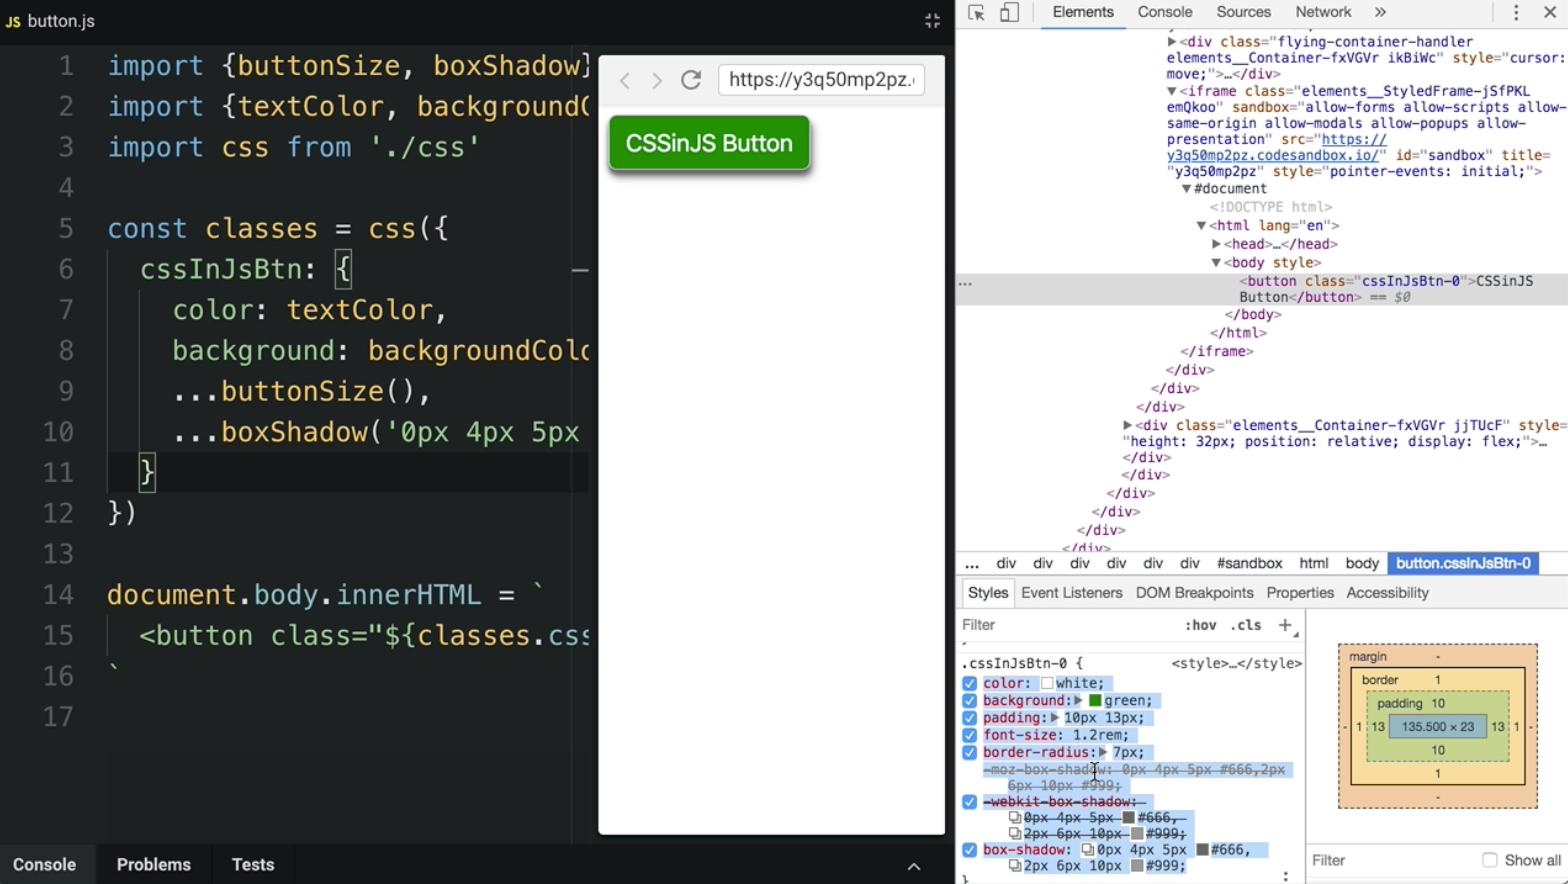 JS button.js
1 import {buttonSize, boxShadow}
2 import {textColor, backgroundC
3 import css from './css'
4
5 const classes = css({
6 cssInJsBtn: {
7 color: textColor,
8 background: backgroundColo
9 ...buttonSize(),
10 ...boxShadow('0px 4px 5px
11 }
12 })
13
14 document.body.innerHTML = `
15 <button class="${classes.css
16 `
17
Console Problems Tests
https://y3q50mp2pz.
CSSinJS Button
Elements Console Sources Network »
▶<div class="flying-container-handler
elements__Container-fxVGVr ikBiWc" style="cursor:
move;">…</div>
▼<iframe class="elements__StyledFrame-jSfPKL
emQkoo" sandbox="allow-forms allow-scripts allow-
same-origin allow-modals allow-popups allow-
presentation" src="https://
y3q50mp2pz.codesandbox.io/" id="sandbox" title=
"y3q50mp2pz" style="pointer-events: initial;">
▼#document
<!DOCTYPE html>
▼<html lang="en">
▶<head>…</head>
▼<body style>
… <button class="cssInJsBtn-0">CSSinJS
Button</button> == $0
</body>
</html>
</iframe>
</div>
</div>
</div>
▶<div class="elements__Container-fxVGVr jjTUcF" style=
"height: 32px; position: relative; display: flex;">…
</div>
</div>
</div>
</div>
</div>
</div>
… div div div div div div #sandbox html body button.cssInJsBtn-0
Styles Event Listeners DOM Breakpoints Properties Accessibility
Filter :hov .cls +
}
.cssInJsBtn-0 { <style>…</style>
color: white;
background:▶ green;
padding:▶ 10px 13px;
font-size: 1.2rem;
border-radius:▶ 7px;
-moz-box-shadow: 0px 4px 5px #666,2px
6px 10px #999;
-webkit-box-shadow:
0px 4px 5px #666,
2px 6px 10px #999;
box-shadow: 0px 4px 5px #666,
2px 6px 10px #999;
}
margin -
border 1
padding 10
- 1 13 135.500 × 23 13 1 -
10
1
-
Filter Show all